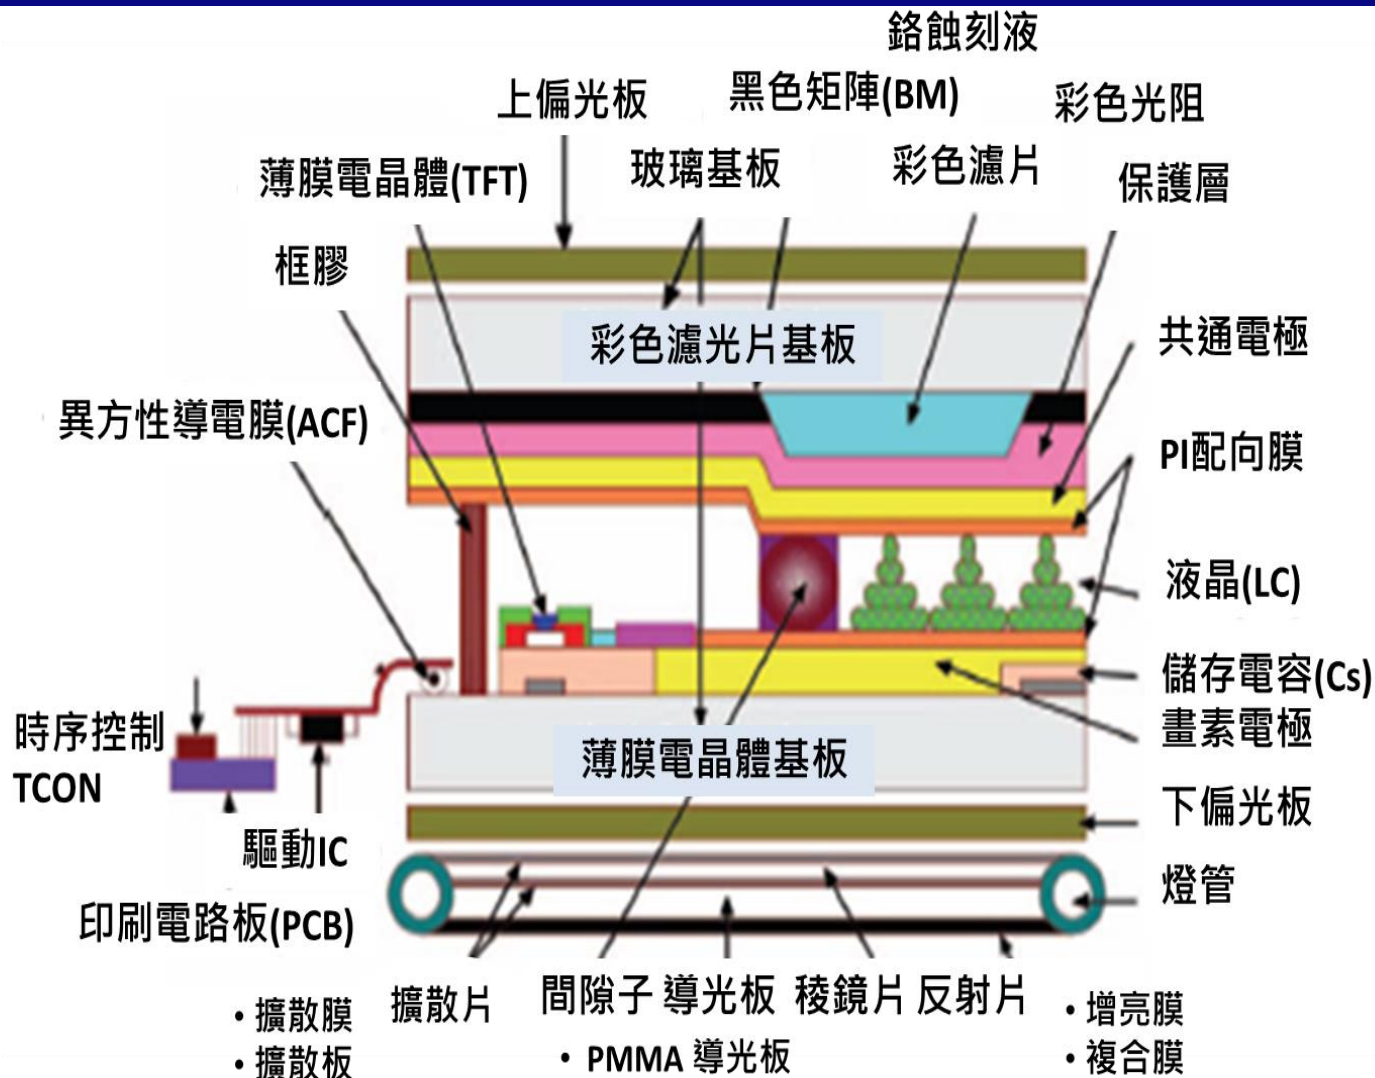 鉻蝕刻液
上偏光板
黑色矩陣(BM)
彩色光阻
薄膜電晶體(TFT)
玻璃基板
彩色濾片
保護層
框膠
彩色濾光片基板
共通電極
異方性導電膜(ACF)
PI配向膜
液晶(LC)
儲存電容(Cs)
時序控制
TCON
畫素電極
薄膜電晶體基板
下偏光板
驅動IC
燈管
印刷電路板(PCB)
擴散片
間隙子 導光板 稜鏡片 反射片
• 擴散膜
• 擴散板
• PMMA 導光板
• 增亮膜
• 複合膜